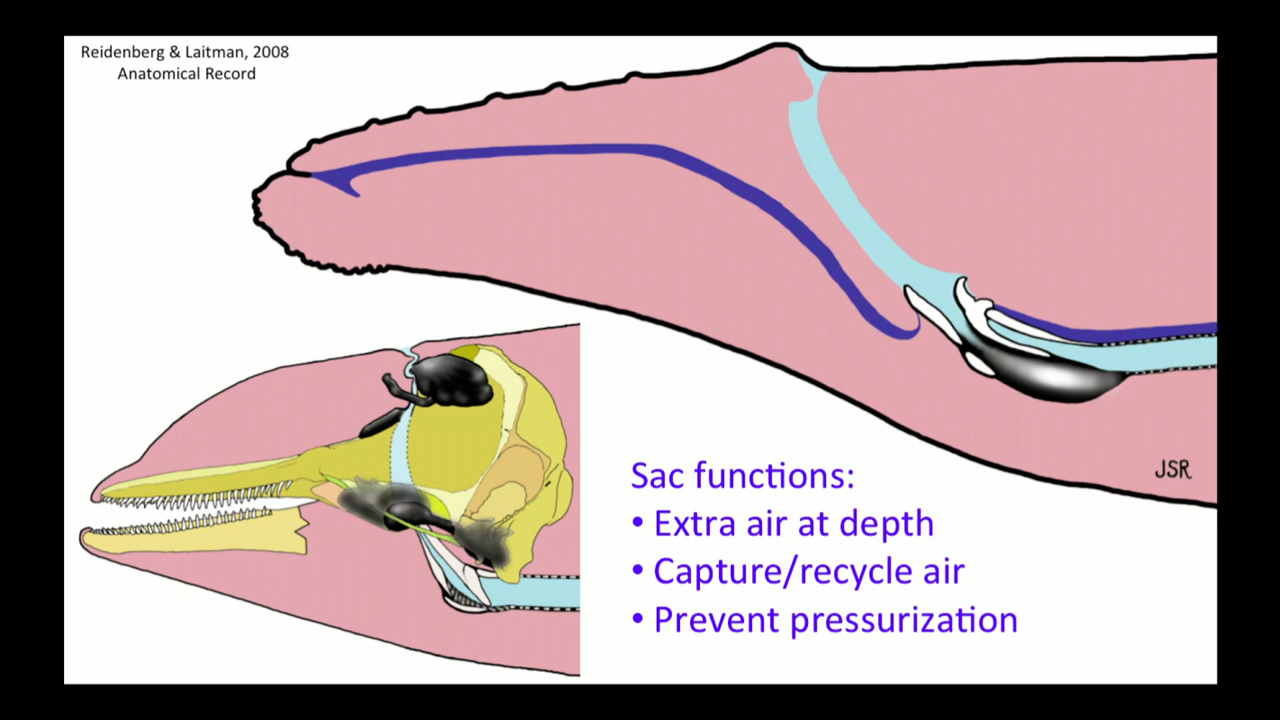 Reidenberg & Laitman, 2008
Anatomical Record
JSR
Sac functions:
• Extra air at depth
• Capture/recycle air
• Prevent pressurization